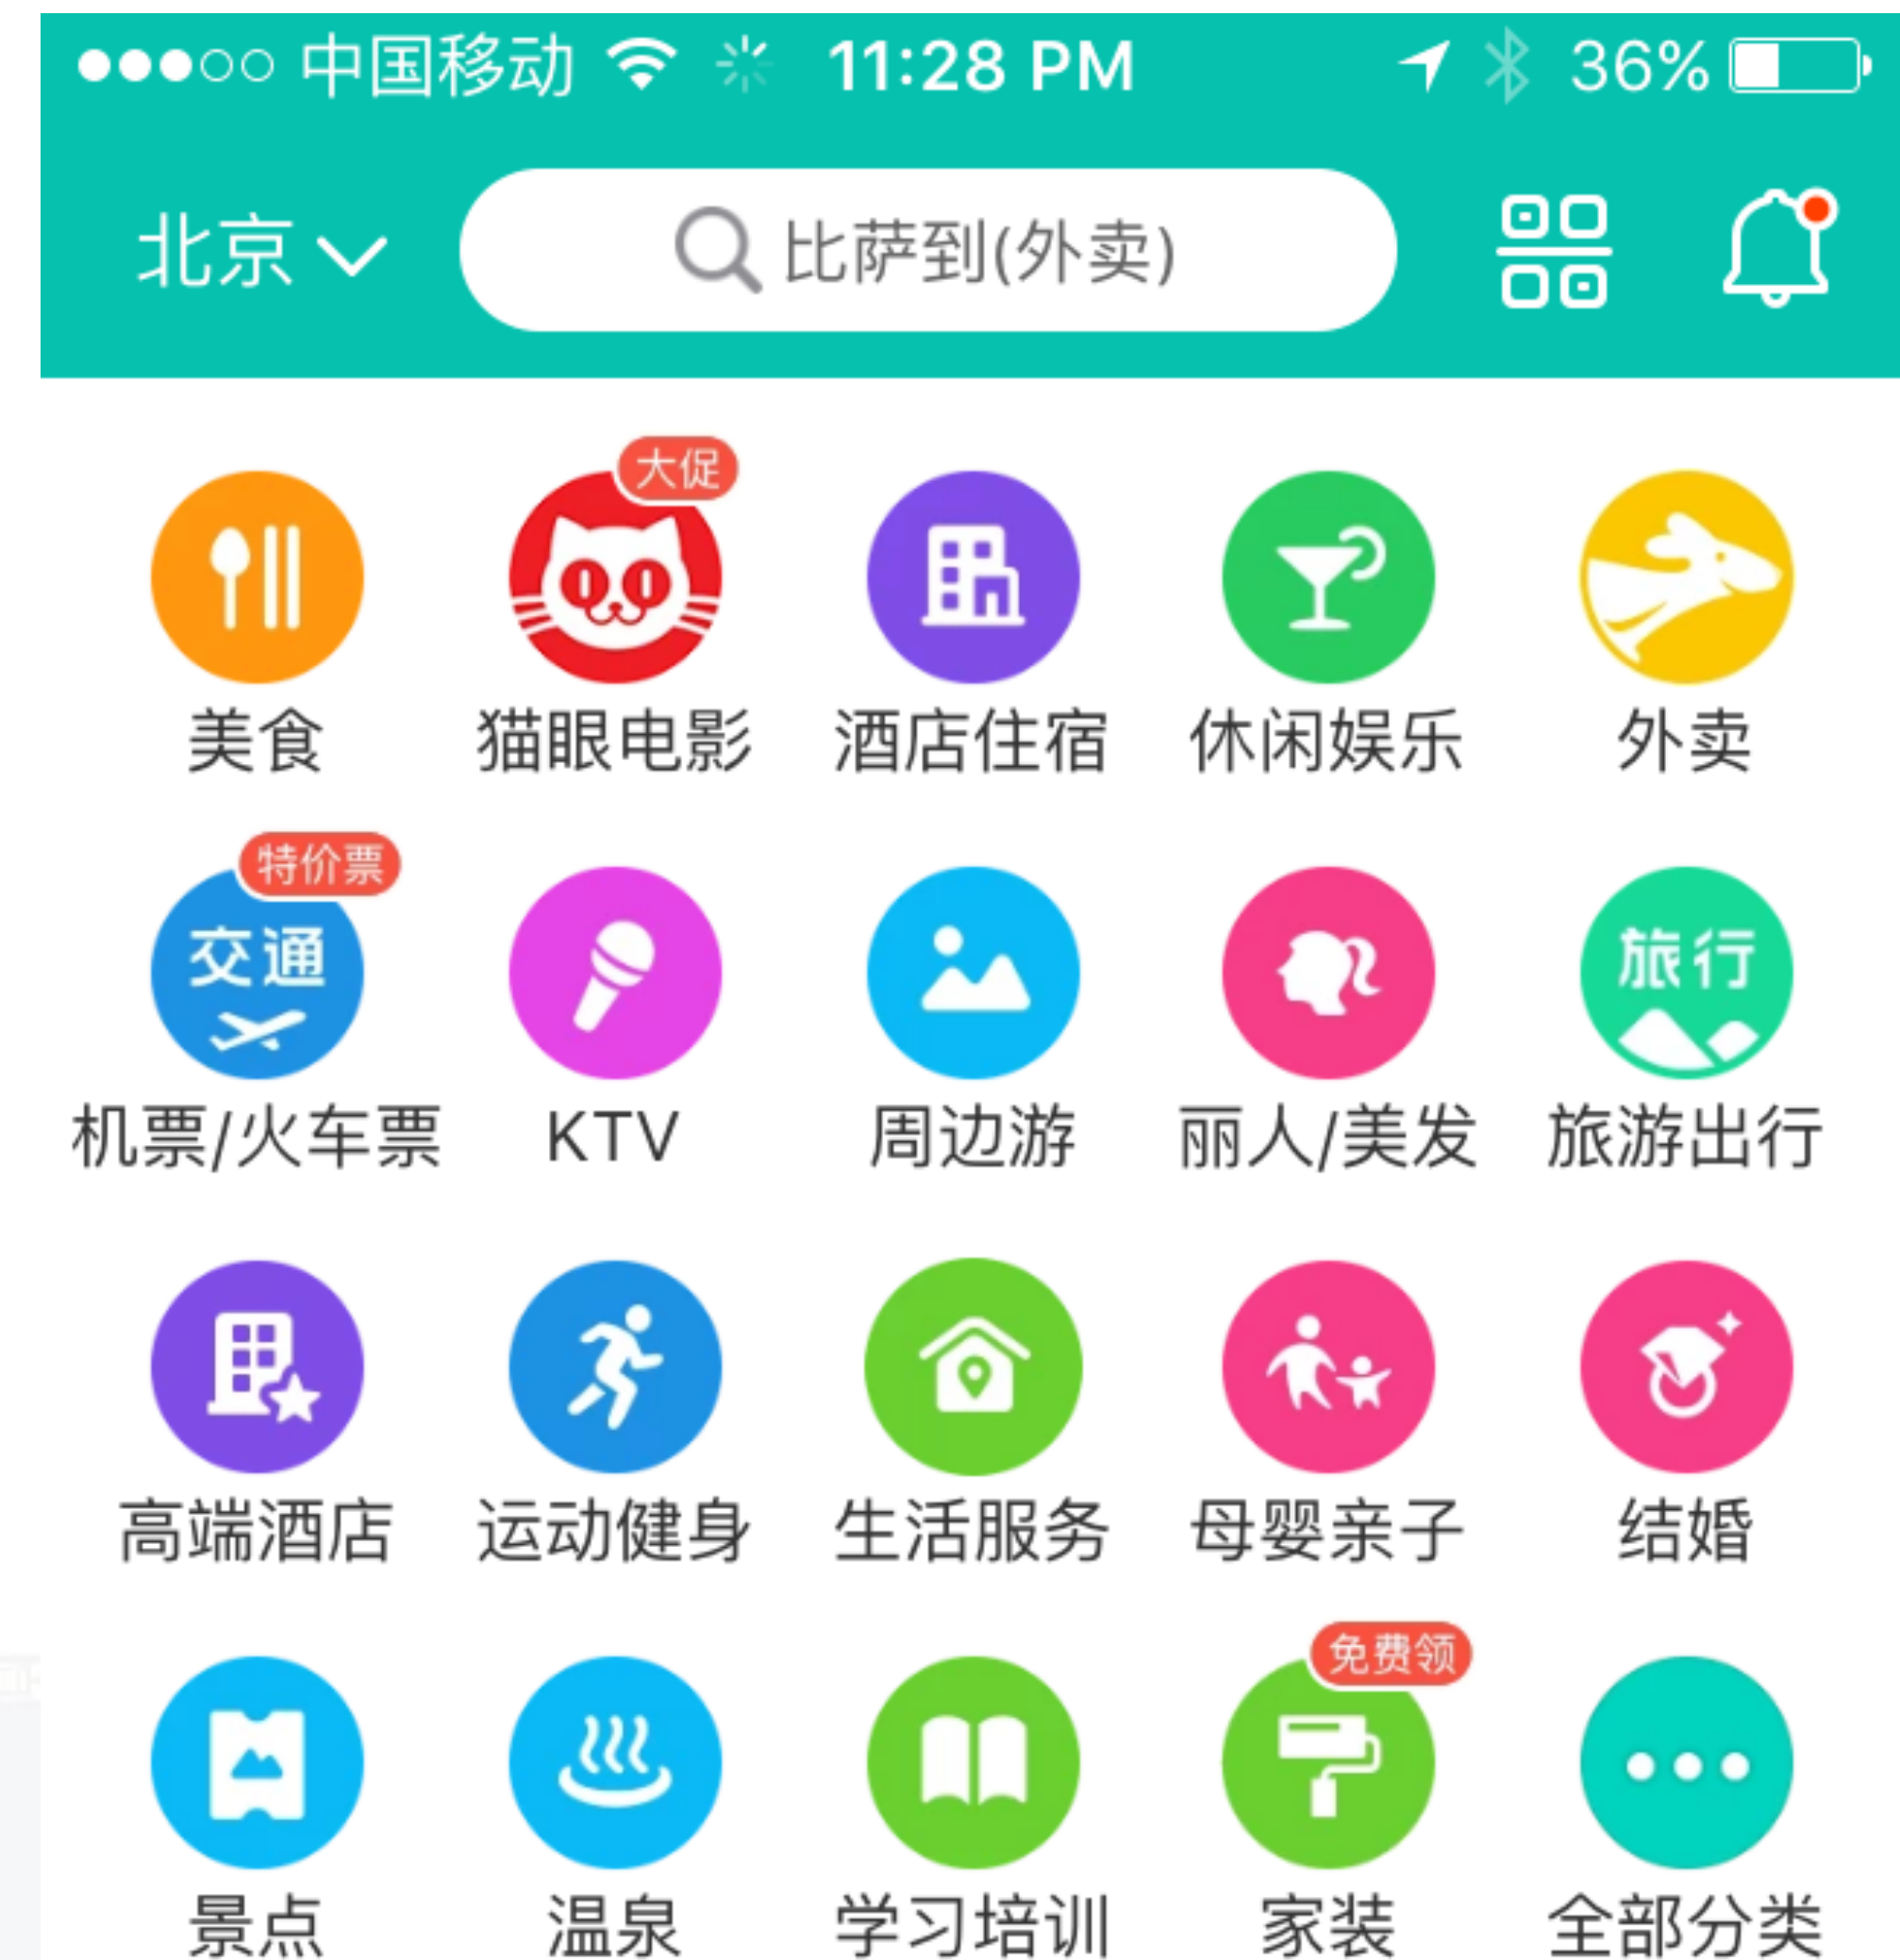 中国移动 11:28 PM 36%
北京 比萨到(外卖)
大促
美食 猫眼电影 酒店住宿 休闲娱乐 外卖
特价票
交通 旅行
机票/火车票 KTV 周边游 丽人/美发 旅游出行
高端酒店 运动健身 生活服务 母婴亲子 结婚
免费领
景点 温泉 学习培训 家装 全部分类